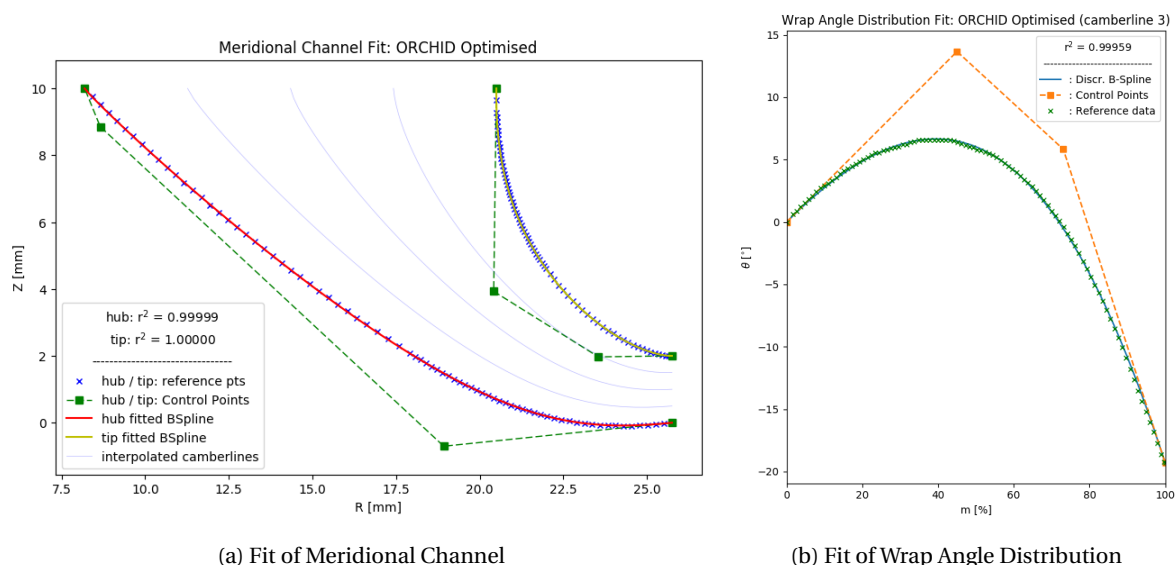 Meridional Channel Fit: ORCHID Optimised
10
8
6
4
2
0
Z [mm]
hub: r² = 0.99999
tip: r² = 1.00000
--------------------------------
hub / tip: reference pts
hub / tip: Control Points
hub fitted BSpline
tip fitted BSpline
interpolated camberlines
7.5 10.0 12.5 15.0 17.5 20.0 22.5 25.0
R [mm]
(a) Fit of Meridional Channel
Wrap Angle Distribution Fit: ORCHID Optimised (camberline 3)
15
10
5
0
−5
−10
−15
−20
θ [°]
r² = 0.99959
------------------------------
: Discr. B-Spline
: Control Points
: Reference data
0 20 40 60 80 100
m [%]
(b) Fit of Wrap Angle Distribution